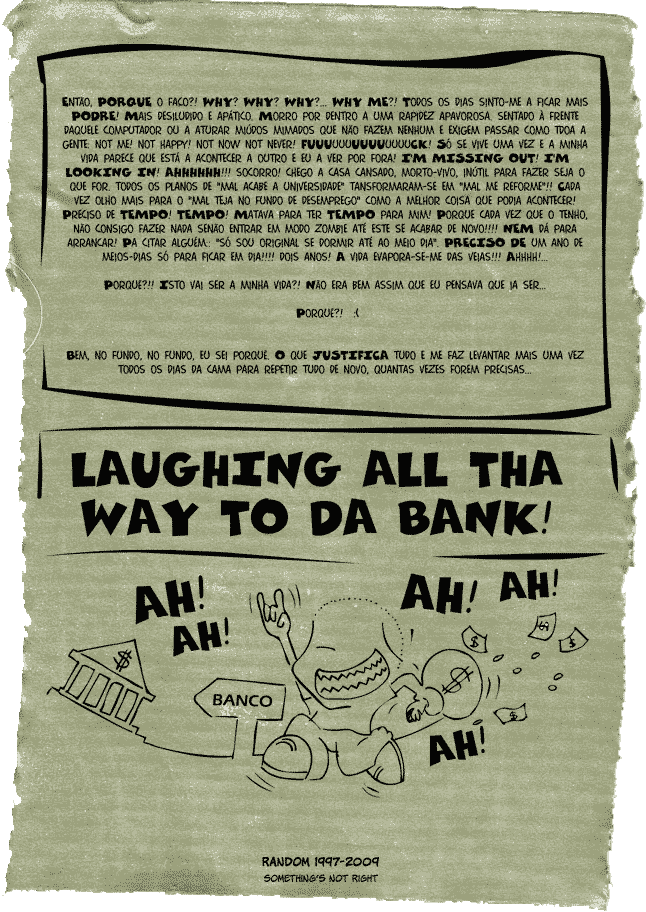 ENTÃO, PORQUE O FAÇO?! WHY? WHY? WHY?... WHY ME?! TODOS OS DIAS SINTO-ME A FICAR MAIS
PODRE! MAIS DESILUDIDO E APÁTICO. MORRO POR DENTRO A UMA RAPIDEZ APAVOROSA. SENTADO À FRENTE
DAQUELE COMPUTADOR OU A ATURAR MIÚDOS MIMADOS QUE NÃO FAZEM NENHUM E EXIGEM PASSAR COMO TDOA A
GENTE. NOT ME! NOT HAPPY! NOT NOW NOT NEVER! FUUUUUUUUUUUUCK! SÓ SE VIVE UMA VEZ E A MINHA
VIDA PARECE QUE ESTÁ A ACONTECER A OUTRO E EU A VER POR FORA! I'M MISSING OUT! I'M
LOOKING IN! AHHHHHH!!! SOCORRO! CHEGO A CASA CANSADO, MORTO-VIVO, INÚTIL PARA FAZER SEJA O
QUE FOR. TODOS OS PLANOS DE "MAL ACABE A UNIVERSIDADE" TANSFORMARAM-SE EM "MAL ME REFORME"!! CADA
VEZ OLHO MAIS PARA O "MAL TEJA NO FUNDO DE DESEMPREGO" COMO A MELHOR COISA QUE PODIA ACONTECER!
PRECISO DE TEMPO! TEMPO! MATAVA PARA TER TEMPO PARA MIM! PORQUE CADA VEZ QUE O TENHO,
NÃO CONSIGO FAZER NADA SENÃO ENTRAR EM MODO ZOMBIE ATÉ ESTE SE ACABAR DE NOVO!!!! NEM DÁ PARA
ARRANCAR! PA CITAR ALGUÉM: "SÓ SOU ORIGINAL SE DORMIR ATÉ AO MEIO DIA". PRECISO DE UM ANO DE
MEIOS-DIAS SÓ PARA FICAR EM DIA!!!! DOIS ANOS! A VIDA EVAPORA-SE-ME DAS VEIAS!!! AHHHH!...
PORQUE?!! ISTO VAI SER A MINHA VIDA?! NÃO ERA BEM ASSIM QUE EU PENSAVA QUE IA SER...
PORQUE?! :(
BEM, NO FUNDO, NO FUNDO, EU SEI PORQUE. O QUE JUSTIFICA TUDO E ME FAZ LEVANTAR MAIS UMA VEZ
TODOS OS DIAS DA CAMA PARA REPETIR TUDO DE NOVO, QUANTAS VEZES FOREM PRECISAS...
LAUGHING ALL THA
WAY TO DA BANK!
AH!
AH!
AH!
AH!
BANCO
$
$
$
$
$
$
AH!
RANDOM 1997-2009
SOMETHING'S NOT RIGHT